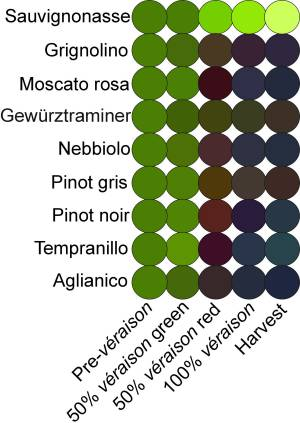 Sauvignonasse
Grignolino
Moscato rosa
Gewürztraminer
Nebbiolo
Pinot gris
Pinot noir
Tempranillo
Aglianico
Pre-véraison
50% véraison green
50% véraison red
100% véraison
Harvest